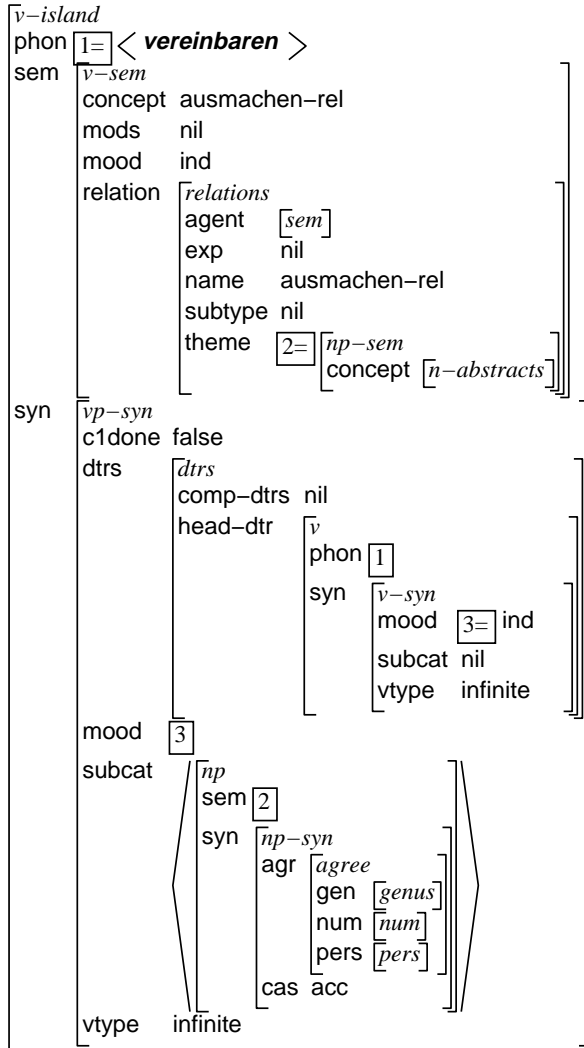 v-island
phon 1= < vereinbaren >
sem v−sem
concept ausmachen−rel
mods nil
mood ind
relation relations
agent sem
exp nil
name ausmachen−rel
subtype nil
theme 2= np−sem
concept n−abstracts
syn vp−syn
c1done false
dtrs dtrs
comp−dtrs nil
head−dtr v
phon 1
syn v−syn
mood 3= ind
subcat nil
vtype infinite
mood 3
subcat np
sem 2
syn np−syn
agr agree
gen genus
num num
pers pers
cas acc
vtype infinite